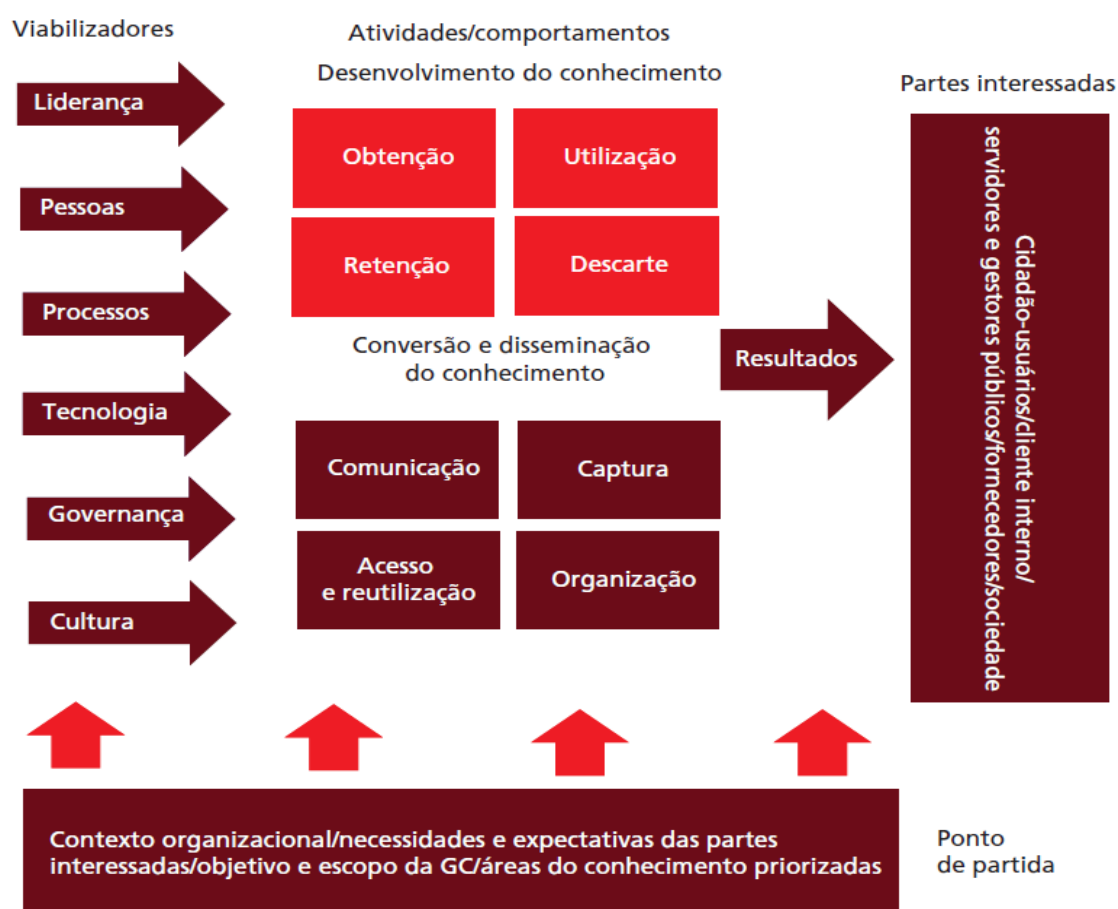 Viabilizadores
Liderança
Pessoas
Processos
Tecnologia
Governança
Cultura
Atividades/comportamentos
Desenvolvimento do conhecimento
Obtenção
Utilização
Retenção
Descarte
Conversão e disseminação
do conhecimento
Comunicação
Captura
Acesso
e reutilização
Organização
Resultados
Partes interessadas
Cidadão-usuários/cliente interno/
servidores e gestores públicos/fornecedores/sociedade
Contexto organizacional/necessidades e expectativas das partes
interessadas/objetivo e escopo da GC/áreas do conhecimento priorizadas
Ponto
de partida